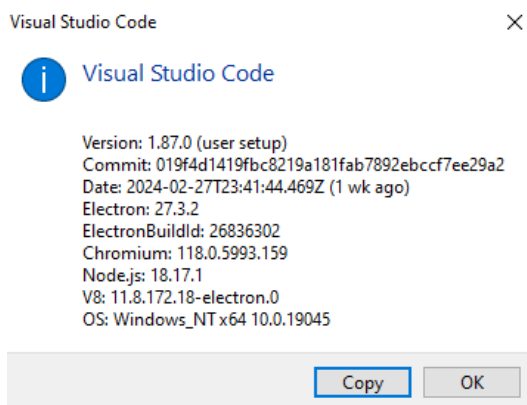 Visual Studio Code
Visual Studio Code
Version: 1.87.0 (user setup)
Commit: 019f4d1419fbc8219a181fab7892ebccf7ee29a2
Date: 2024-02-27T23:41:44.469Z (1 wk ago)
Electron: 27.3.2
ElectronBuildId: 26836302
Chromium: 118.0.5993.159
Node.js: 18.17.1
V8: 11.8.172.18-electron.0
OS: Windows_NT x64 10.0.19045
Copy OK